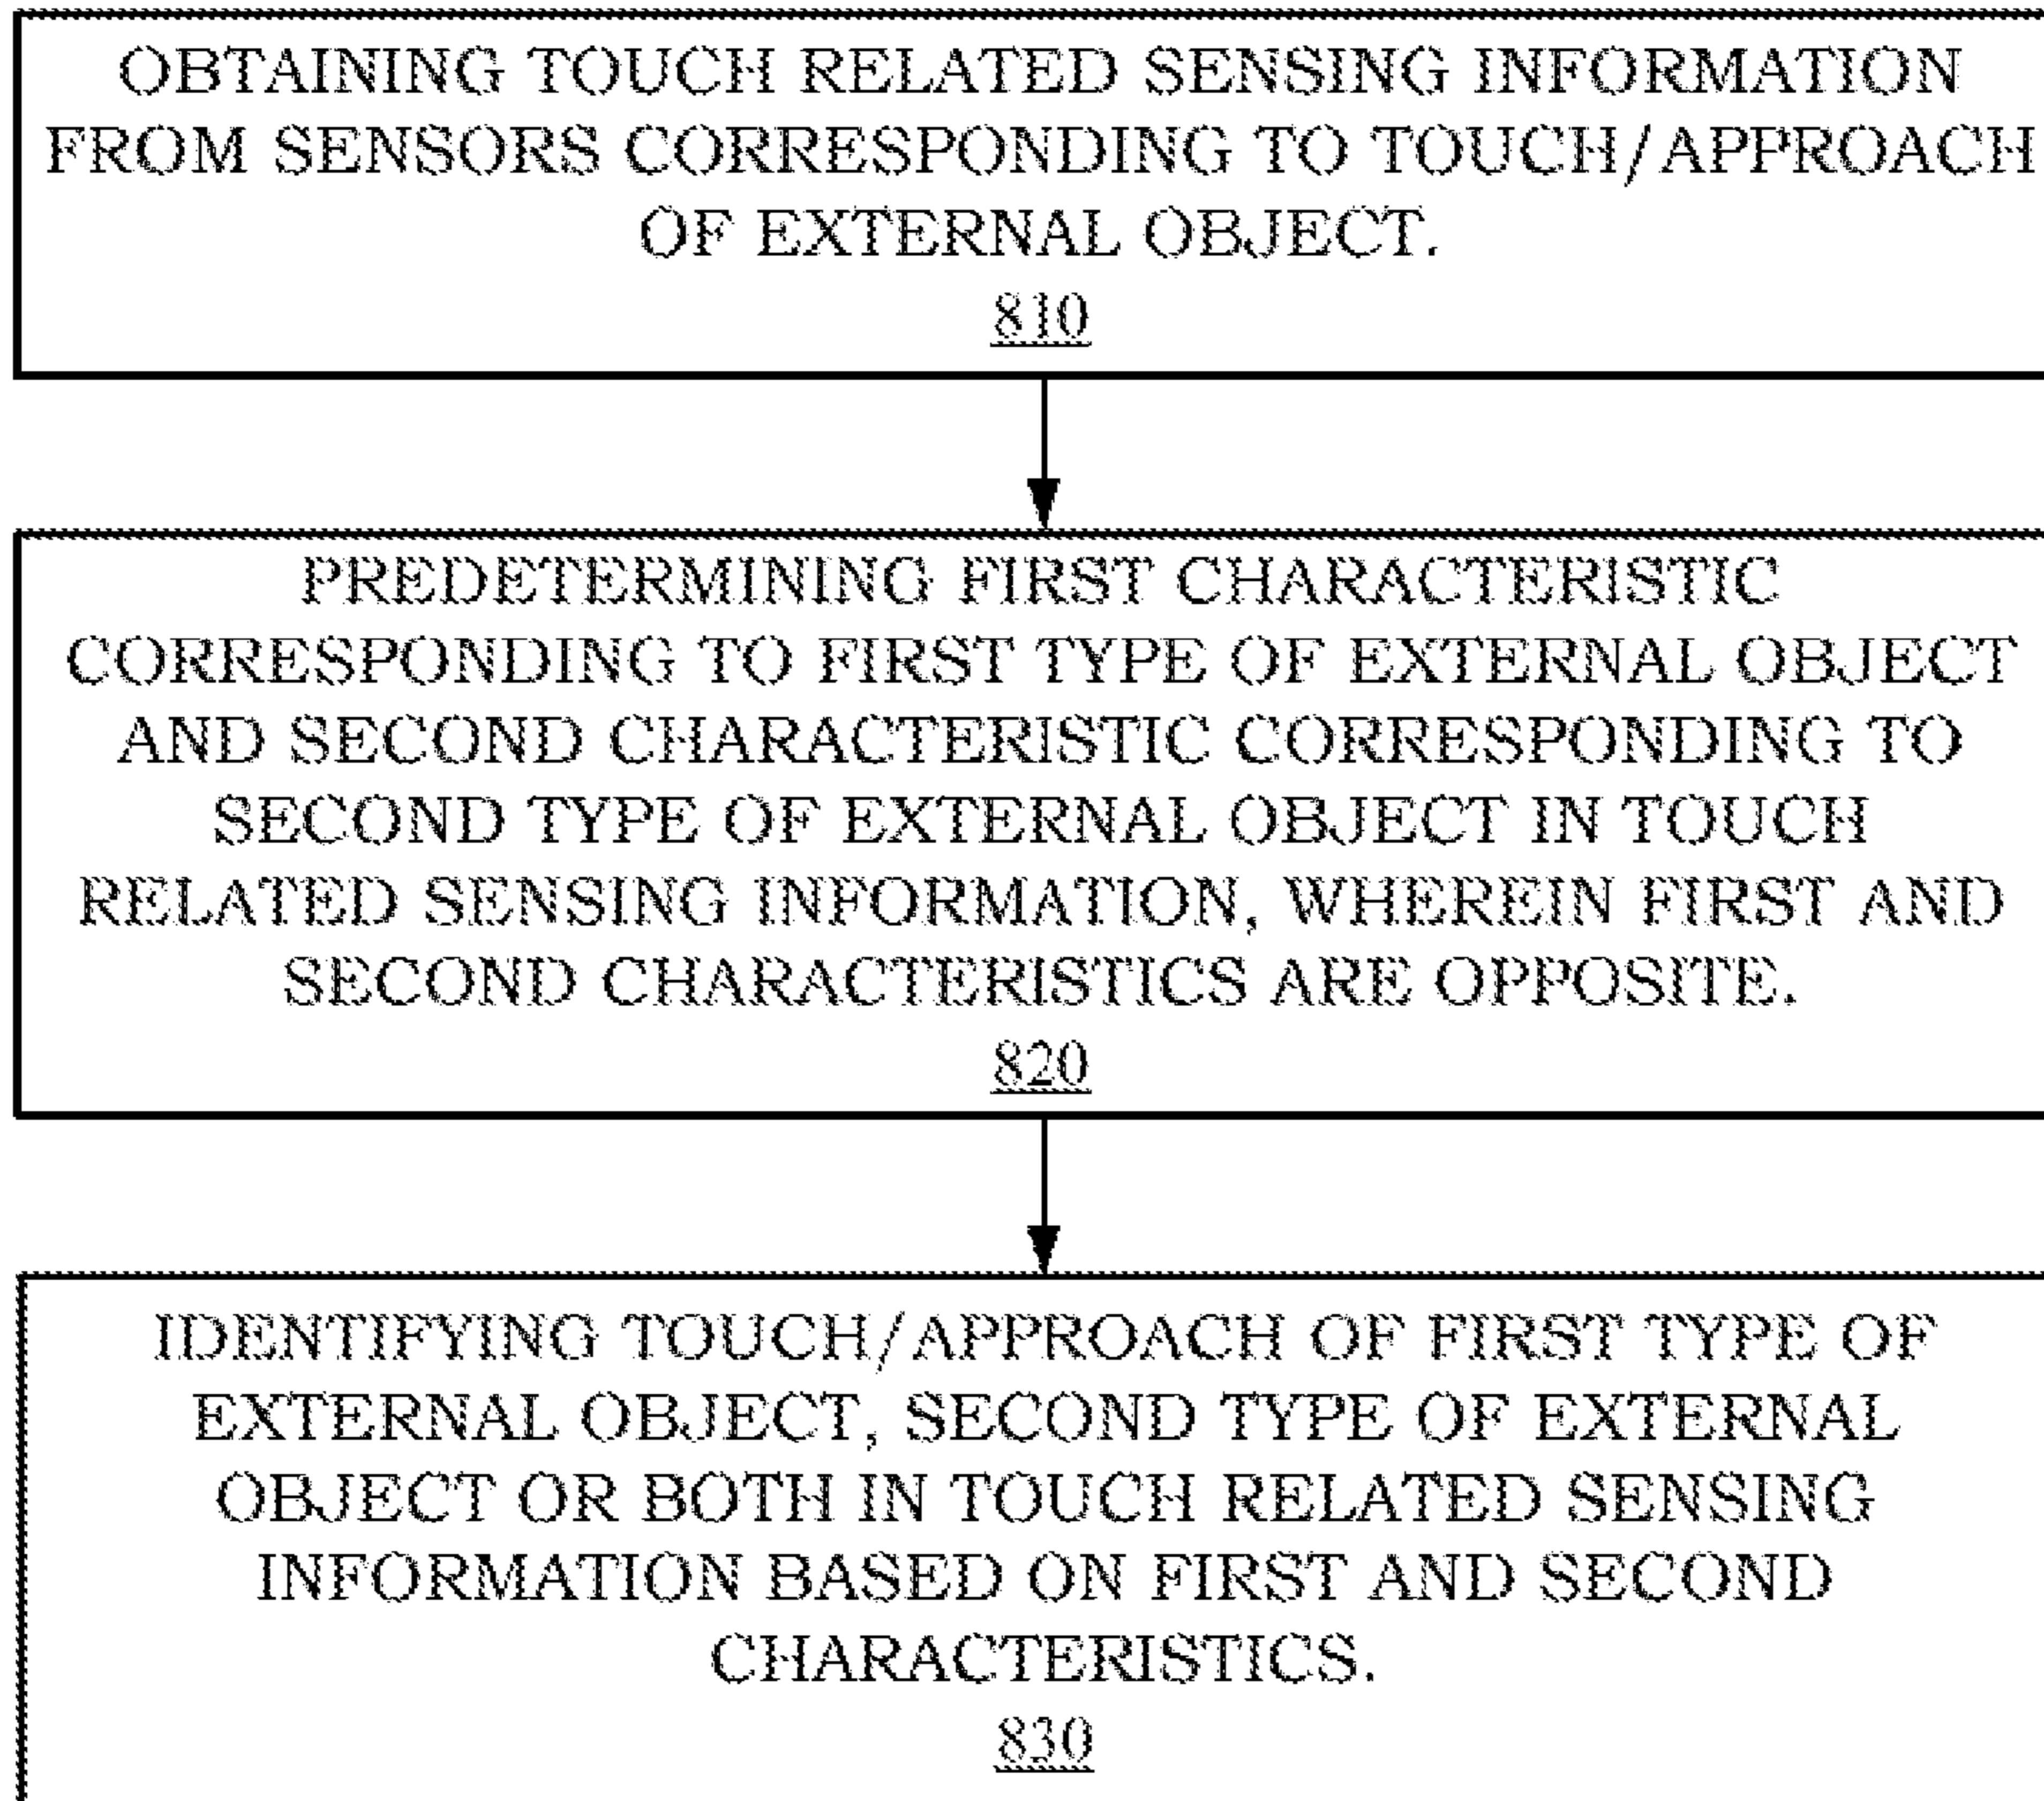 OBTAINING TOUCH RELATED SENSING INFORMATION
FROM SENSORS CORRESPONDING TO TOUCH/APPROACH
OF EXTERNAL OBJECT.
810
PREDETERMINING FIRST CHARACTERISTIC
CORRESPONDING TO FIRST TYPE OF EXTERNAL OBJECT
AND SECOND CHARACTERISTIC CORRESPONDING TO
SECOND TYPE OF EXTERNAL OBJECT IN TOUCH
RELATED SENSING INFORMATION, WHEREIN FIRST AND
SECOND CHARACTERISTICS ARE OPPOSITE.
820
IDENTIFYING TOUCH/APPROACH OF FIRST TYPE OF
EXTERNAL OBJECT, SECOND TYPE OF EXTERNAL
OBJECT OR BOTH IN TOUCH RELATED SENSING
INFORMATION BASED ON FIRST AND SECOND
CHARACTERISTICS.
830